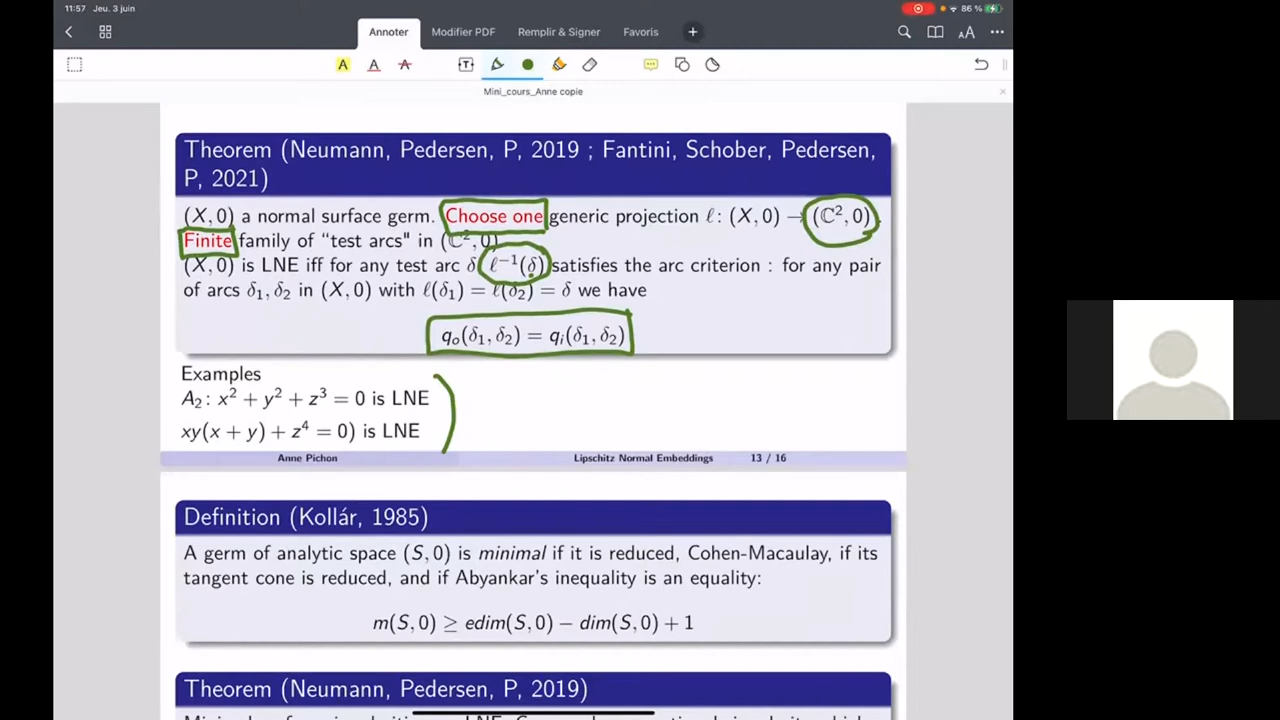 11:57 Jeu. 3 juin 86 %
Annoter Modifier PDF Remplir & Signer Favoris + AA
A A A T
Mini_cours_Anne copie
Theorem (Neumann, Pedersen, P, 2019 ; Fantini, Schober, Pedersen,
P, 2021)
(X, 0) a normal surface germ. Choose one generic projection ℓ: (X, 0) → (ℂ², 0)
Finite family of "test arcs" in (ℂ², 0)
(X, 0) is LNE iff for any test arc δ ℓ⁻¹(δ) satisfies the arc criterion : for any pair
of arcs δ₁, δ₂ in (X, 0) with ℓ(δ₁) = ℓ(δ₂) = δ we have
qₒ(δ₁, δ₂) = qᵢ(δ₁, δ₂)
Examples
A₂: x² + y² + z³ = 0 is LNE
xy(x + y) + z⁴ = 0) is LNE
Anne Pichon Lipschitz Normal Embeddings 13 / 16
Definition (Kollár, 1985)
A germ of analytic space (S, 0) is minimal if it is reduced, Cohen-Macaulay, if its
tangent cone is reduced, and if Abyankar's inequality is an equality:
m(S, 0) ≥ edim(S, 0) − dim(S, 0) + 1
Theorem (Neumann, Pedersen, P, 2019)